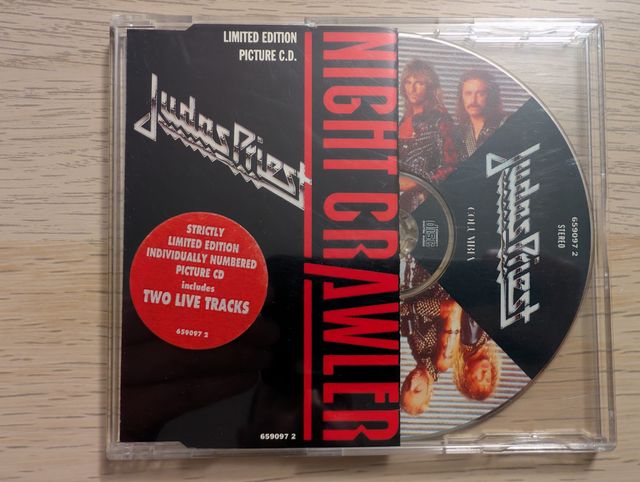 LIMITED EDITION
PICTURE C.D.
Judas Priest
NIGHT CRAWLER
STRICTLY
LIMITED EDITION
INDIVIDUALLY NUMBERED
PICTURE CD
includes
TWO LIVE TRACKS
659097 2
659097 2
COLUMBIA
Judas Priest
659097 2
STEREO